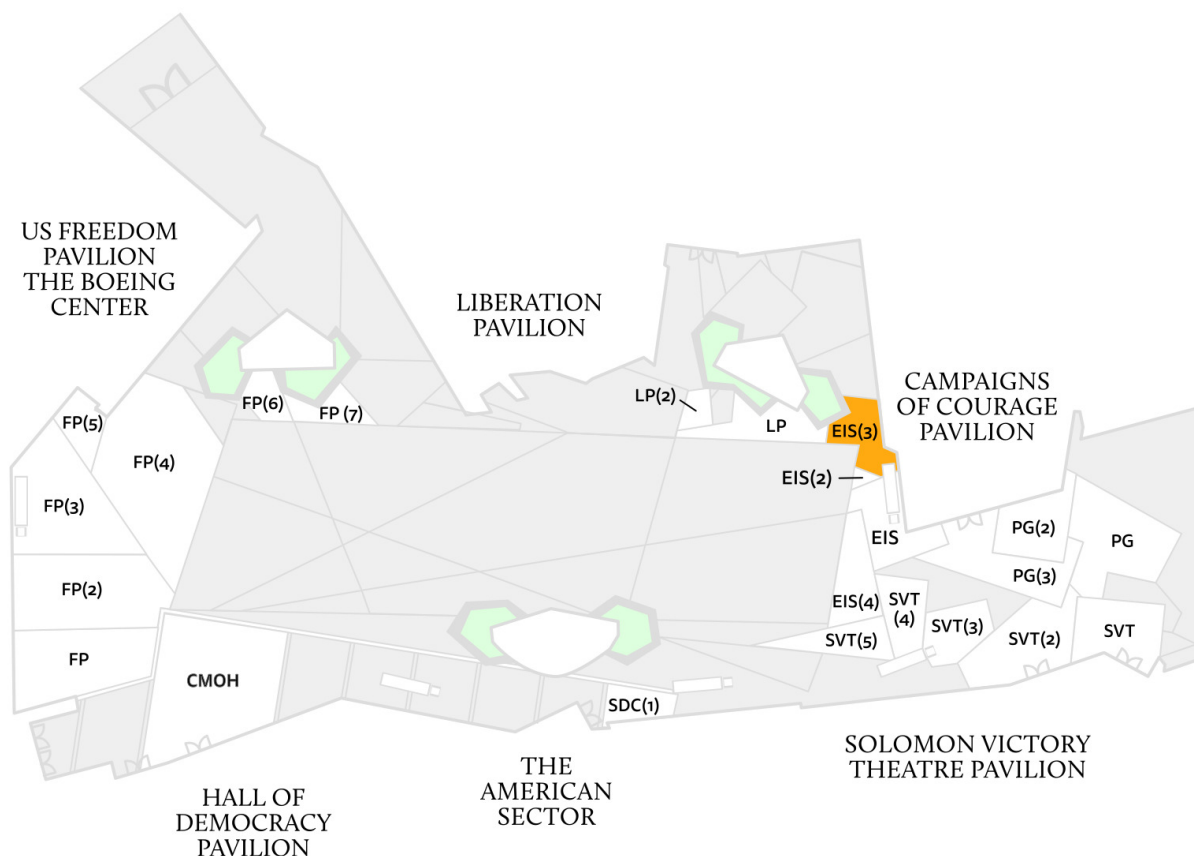 US FREEDOM
PAVILION
THE BOEING
CENTER
LIBERATION
PAVILION
CAMPAIGNS
OF COURAGE
PAVILION
FP(5)
FP(4)
FP(3)
FP(2)
FP
FP(6)
FP (7)
LP(2)
LP
EIS(3)
EIS(2)
EIS
EIS(4)
PG(2)
PG
PG(3)
SVT
(4)
SVT(3)
SVT(5)
SVT(2)
SVT
CMOH
SDC(1)
HALL OF
DEMOCRACY
PAVILION
THE
AMERICAN
SECTOR
SOLOMON VICTORY
THEATRE PAVILION